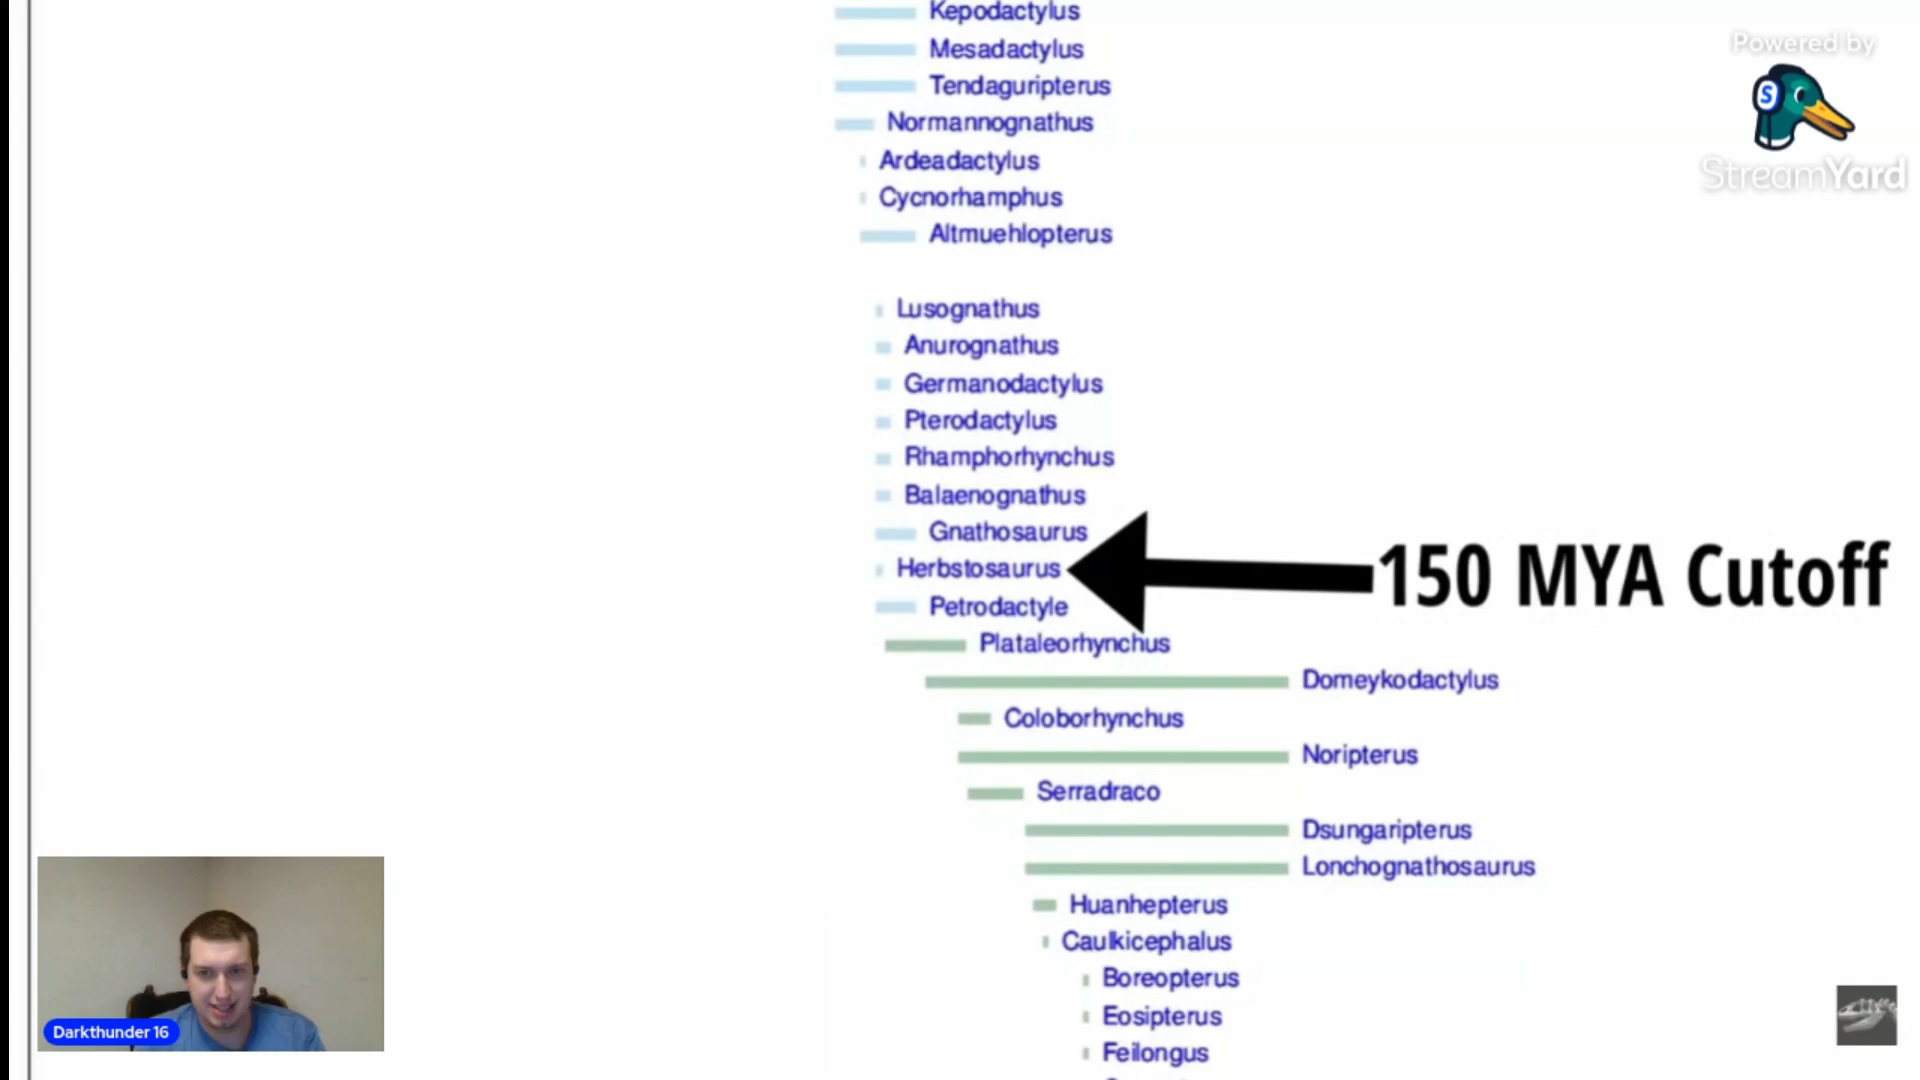 Kepodactylus
Powered by
Mesadactylus
Tendaguripterus
S
Normannognathus
Ardeadactylus
StreamYard
Cycnorhamphus
Altmuehlopterus
Lusognathus
Anurognathus
Germanodactylus
Pterodactylus
Rhamphorhynchus
Balaenognathus
Gnathosaurus
Herbstosaurus
150 MYA Cutoff
Petrodactyle
Plataleorhynchus
Domeykodactylus
Coloborhynchus
Noripterus
Serradraco
Dsungaripterus
Lonchognathosaurus
Huanhepterus
Caulkicephalus
Boreopterus
Eosipterus
Feilongus
Darkthunder 16